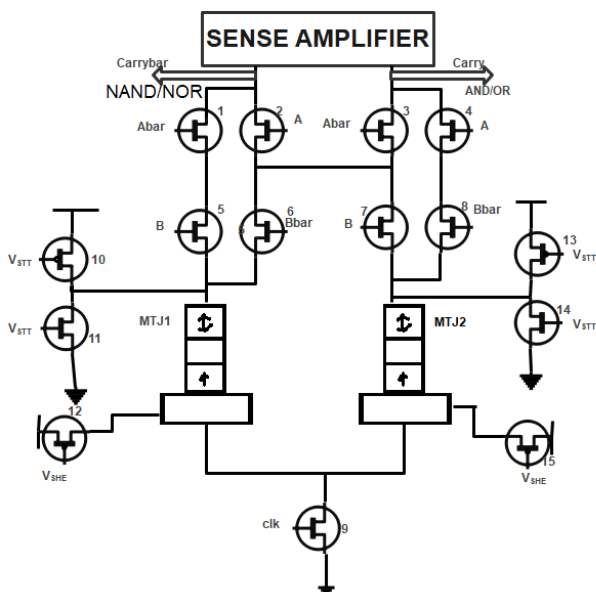 SENSE AMPLIFIER
Carrybar
Carry
NAND/NOR
AND/OR
1
2
3
4
Abar
A
Abar
A
5
6
7
8
B
6
Bbar
B
Bbar
10
13
VSTT
VSTT
11
14
VSTT
VSTT
MTJ1
MTJ2
12
15
VSHE
VSHE
clk
9